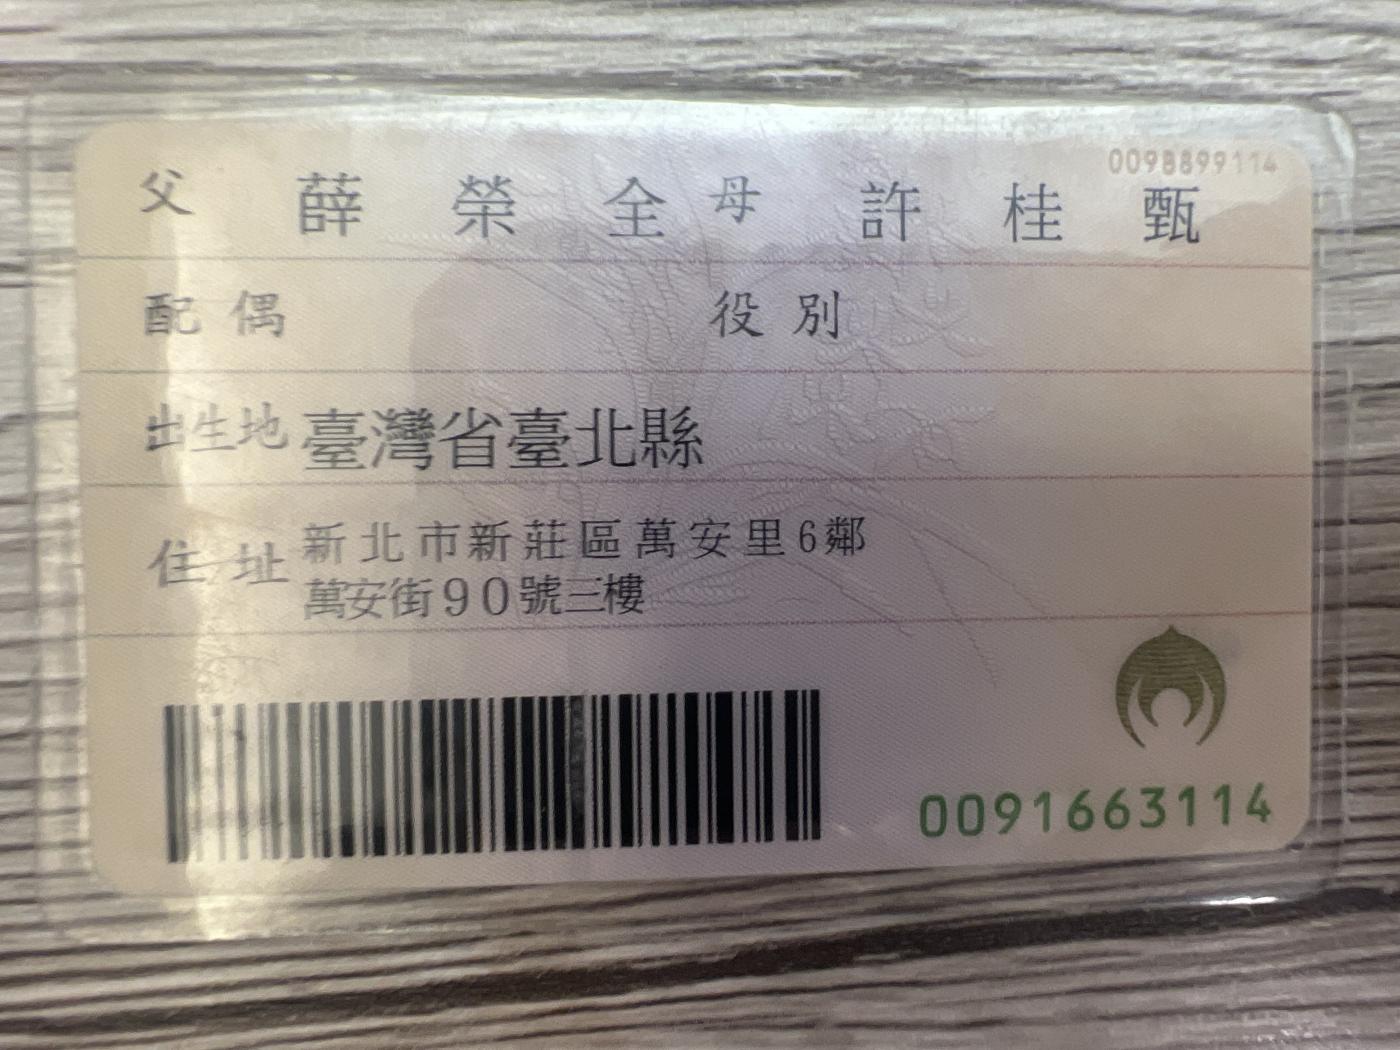 0098899114
父 薛榮全 母 許桂甄
配偶 役別
出生地 臺灣省臺北縣
住址 新北市新莊區萬安里6鄰
萬安街90號三樓
0091663114